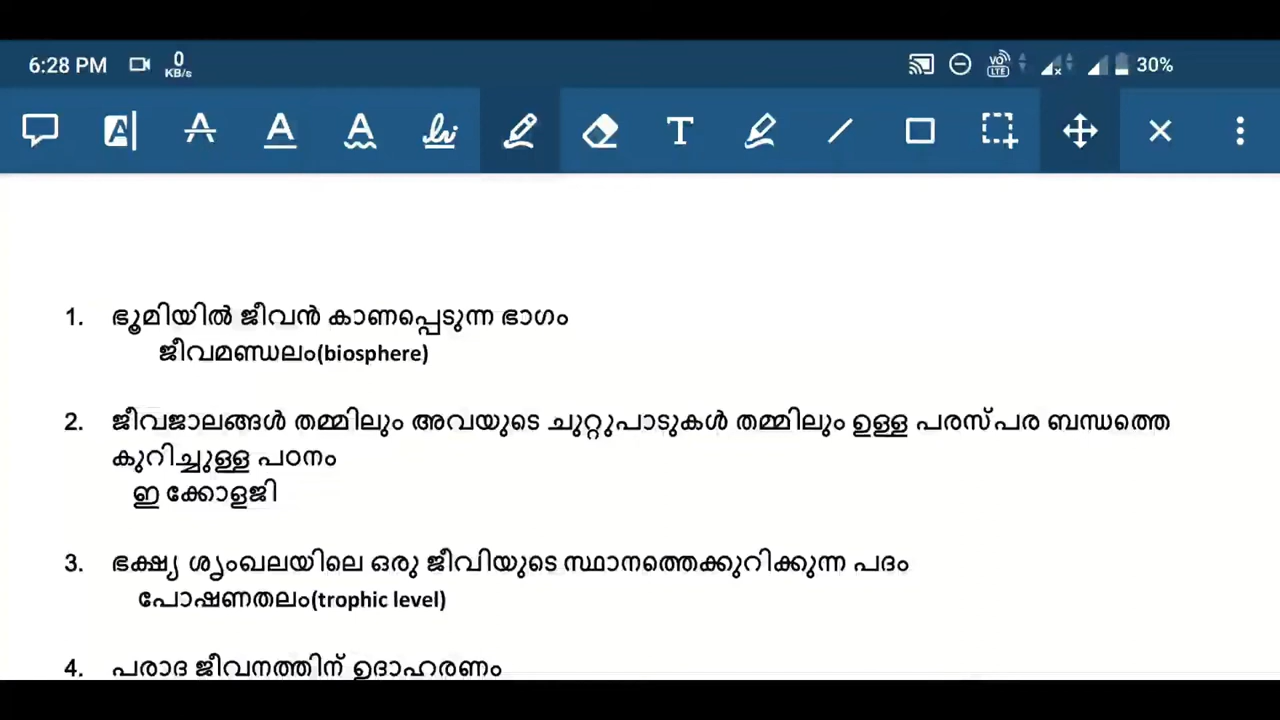 6:28 PM 0 KB/s VO LTE 30%
A A A A T
1. ഭൂമിയിൽ ജീവൻ കാണപ്പെടുന്ന ഭാഗം
ജീവമണ്ഡലം(biosphere)
2. ജീവജാലങ്ങൾ തമ്മിലും അവയുടെ ചുറ്റുപാടുകൾ തമ്മിലും ഉള്ള പരസ്പര ബന്ധത്തെ
കുറിച്ചുള്ള പഠനം
ഇ ക്കോളജി
3. ഭക്ഷ്യ ശൃംഖലയിലെ ഒരു ജീവിയുടെ സ്ഥാനത്തെക്കുറിക്കുന്ന പദം
പോഷണതലം(trophic level)
4. പരാദ ജീവനത്തിന് ഉദാഹരണം